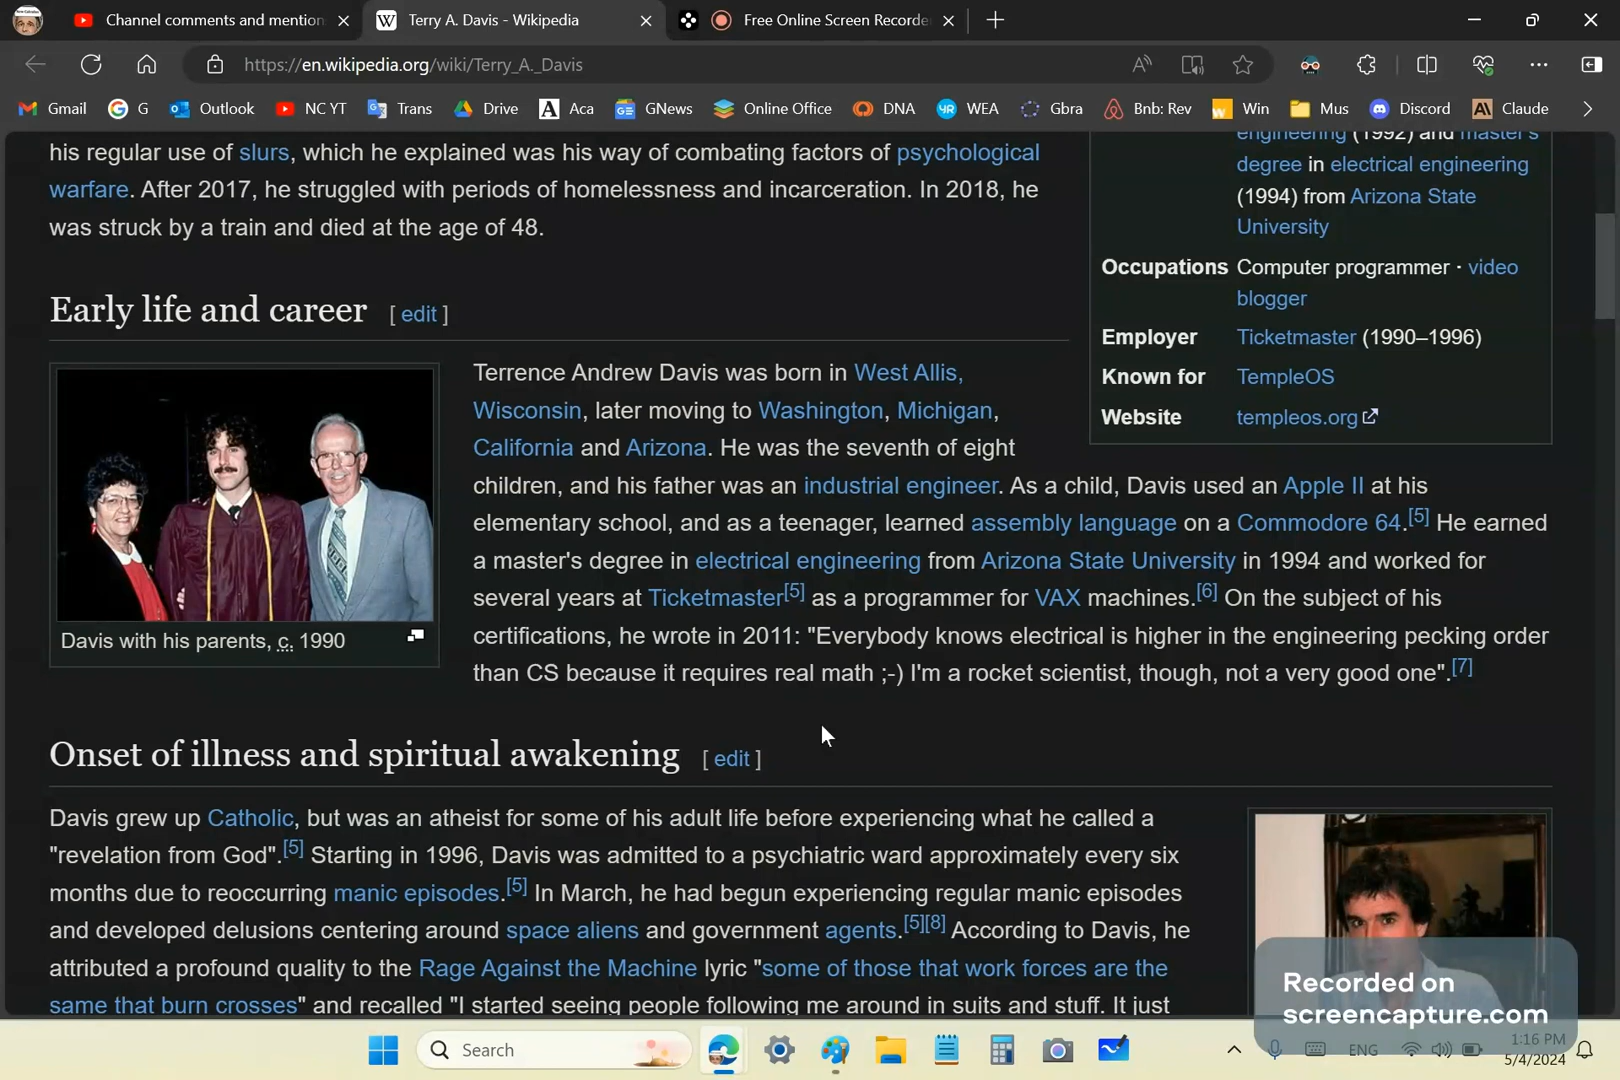 Channel comments and mention
Terry A. Davis - Wikipedia
Free Online Screen Recorde
https://en.wikipedia.org/wiki/Terry_A._Davis
Gmail
G
Outlook
NC YT
Trans
Drive
Aca
GNews
Online Office
DNA
WEA
Gbra
Bnb: Rev
Win
Mus
Discord
Claude
his regular use of slurs, which he explained was his way of combating factors of psychological
warfare. After 2017, he struggled with periods of homelessness and incarceration. In 2018, he
was struck by a train and died at the age of 48.
engineering (1992) and master's
degree in electrical engineering
(1994) from Arizona State
University
Occupations Computer programmer · video
blogger
Employer Ticketmaster (1990–1996)
Known for TempleOS
Website templeos.org
Early life and career [ edit ]
Davis with his parents, c. 1990
Terrence Andrew Davis was born in West Allis,
Wisconsin, later moving to Washington, Michigan,
California and Arizona. He was the seventh of eight
children, and his father was an industrial engineer. As a child, Davis used an Apple II at his
elementary school, and as a teenager, learned assembly language on a Commodore 64.[5] He earned
a master's degree in electrical engineering from Arizona State University in 1994 and worked for
several years at Ticketmaster[5] as a programmer for VAX machines.[6] On the subject of his
certifications, he wrote in 2011: "Everybody knows electrical is higher in the engineering pecking order
than CS because it requires real math ;-) I'm a rocket scientist, though, not a very good one".[7]
Onset of illness and spiritual awakening [ edit ]
Davis grew up Catholic, but was an atheist for some of his adult life before experiencing what he called a
"revelation from God".[5] Starting in 1996, Davis was admitted to a psychiatric ward approximately every six
months due to reoccurring manic episodes.[5] In March, he had begun experiencing regular manic episodes
and developed delusions centering around space aliens and government agents.[5][8] According to Davis, he
attributed a profound quality to the Rage Against the Machine lyric "some of those that work forces are the
same that burn crosses" and recalled "I started seeing people following me around in suits and stuff. It just
Recorded on
screencapture.com
Search
ENG
1:16 PM
5/4/2024